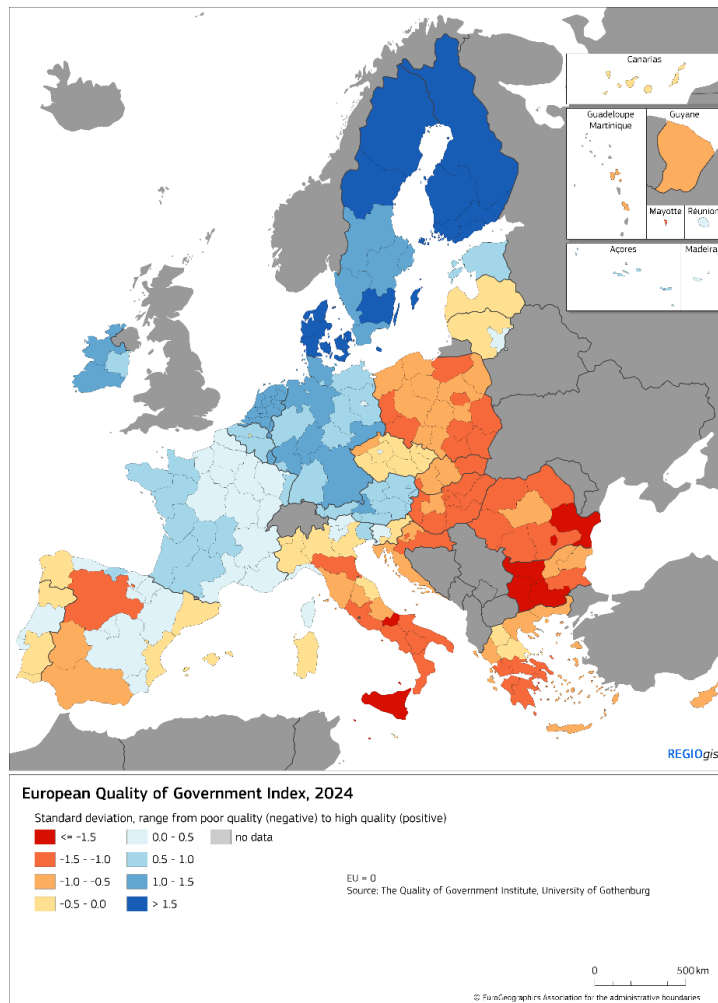 Canarias
Guadeloupe
Martinique
Guyane
Mayotte
Réunion
Açores
Madeira
REGIOgis
European Quality of Government Index, 2024
Standard deviation, range from poor quality (negative) to high quality (positive)
<= -1.5
0.0 - 0.5
no data
-1.5 - -1.0
0.5 - 1.0
-1.0 - -0.5
1.0 - 1.5
-0.5 - 0.0
> 1.5
EU = 0
Source: The Quality of Government Institute, University of Gothenburg
0
500 km
© EuroGeographics Association for the administrative boundaries